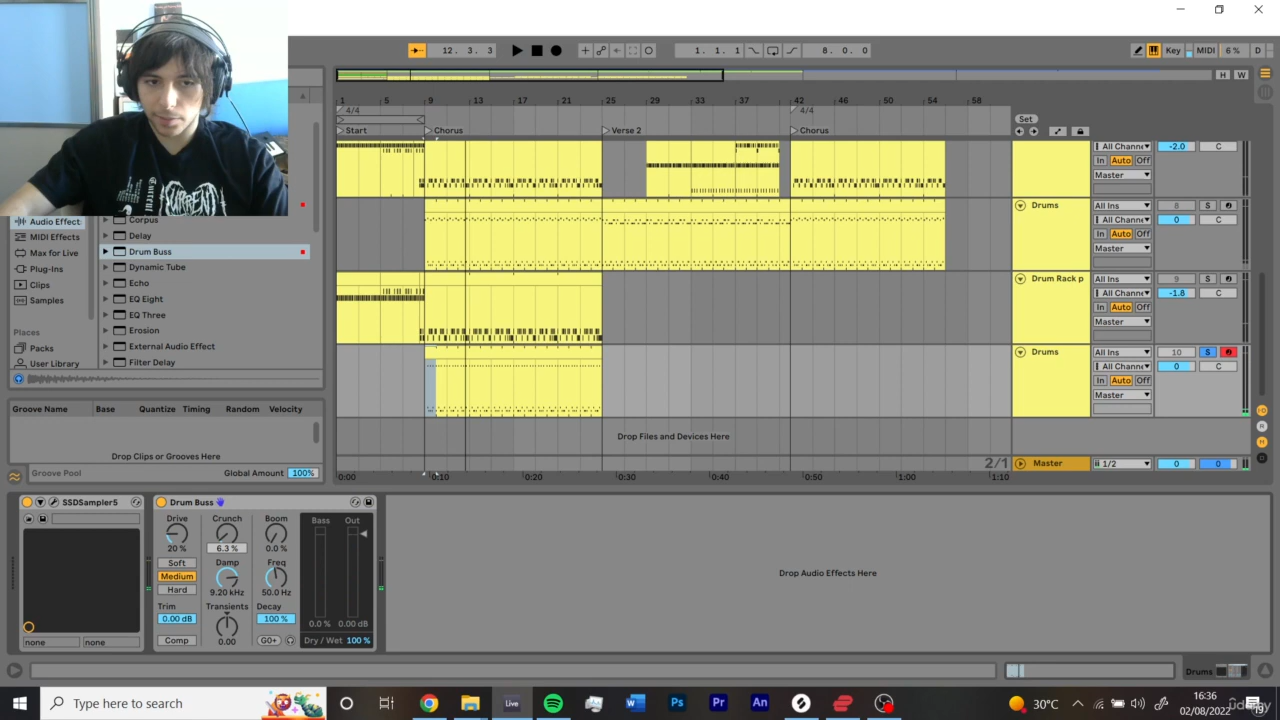 12. 3. 3
1. 1. 1
8. 0. 0
Key
MIDI
6 %
D
H W
1 5 9 13 17 21 25 29 33 37 42 46 50 54 58
4/4 4/4
Set
Start Chorus Verse 2 Chorus
CURRENT
All Channe -2.0 C
In Auto Off
Master
Drums All Ins 8 S
All Channe 0 C
In Auto Off
Master
Drum Rack p All Ins 9 S
All Channe -1.8 C
In Auto Off
Master
Drums All Ins 10 S
All Channe 0 C
In Auto Off
Master
Drop Files and Devices Here
2/1 Master 1/2 0 0
0:00 0:10 0:20 0:30 0:40 0:50 1:00 1:10
Audio Effect
MIDI Effects
Max for Live
Plug-Ins
Clips
Samples
Places
Packs
User Library
Corpus
Delay
Drum Buss
Dynamic Tube
Echo
EQ Eight
EQ Three
Erosion
External Audio Effect
Filter Delay
Groove Name Base Quantize Timing Random Velocity
Drop Clips or Grooves Here
Groove Pool Global Amount 100%
SSDSampler5
none none
Drum Buss
Drive Crunch Boom Bass Out
20 % 6.3 % 0.0 %
Soft Damp Freq
Medium
Hard 9.20 kHz 50.0 Hz
Trim Transients Decay
0.00 dB 100 %
0.0 % 0.00 dB
Comp 0.00 G0+ Dry / Wet 100 %
Drop Audio Effects Here
Drums
Type here to search
Live
W
Ps
Pr
An
30°C
16:36
02/08/2022
19
Udemy